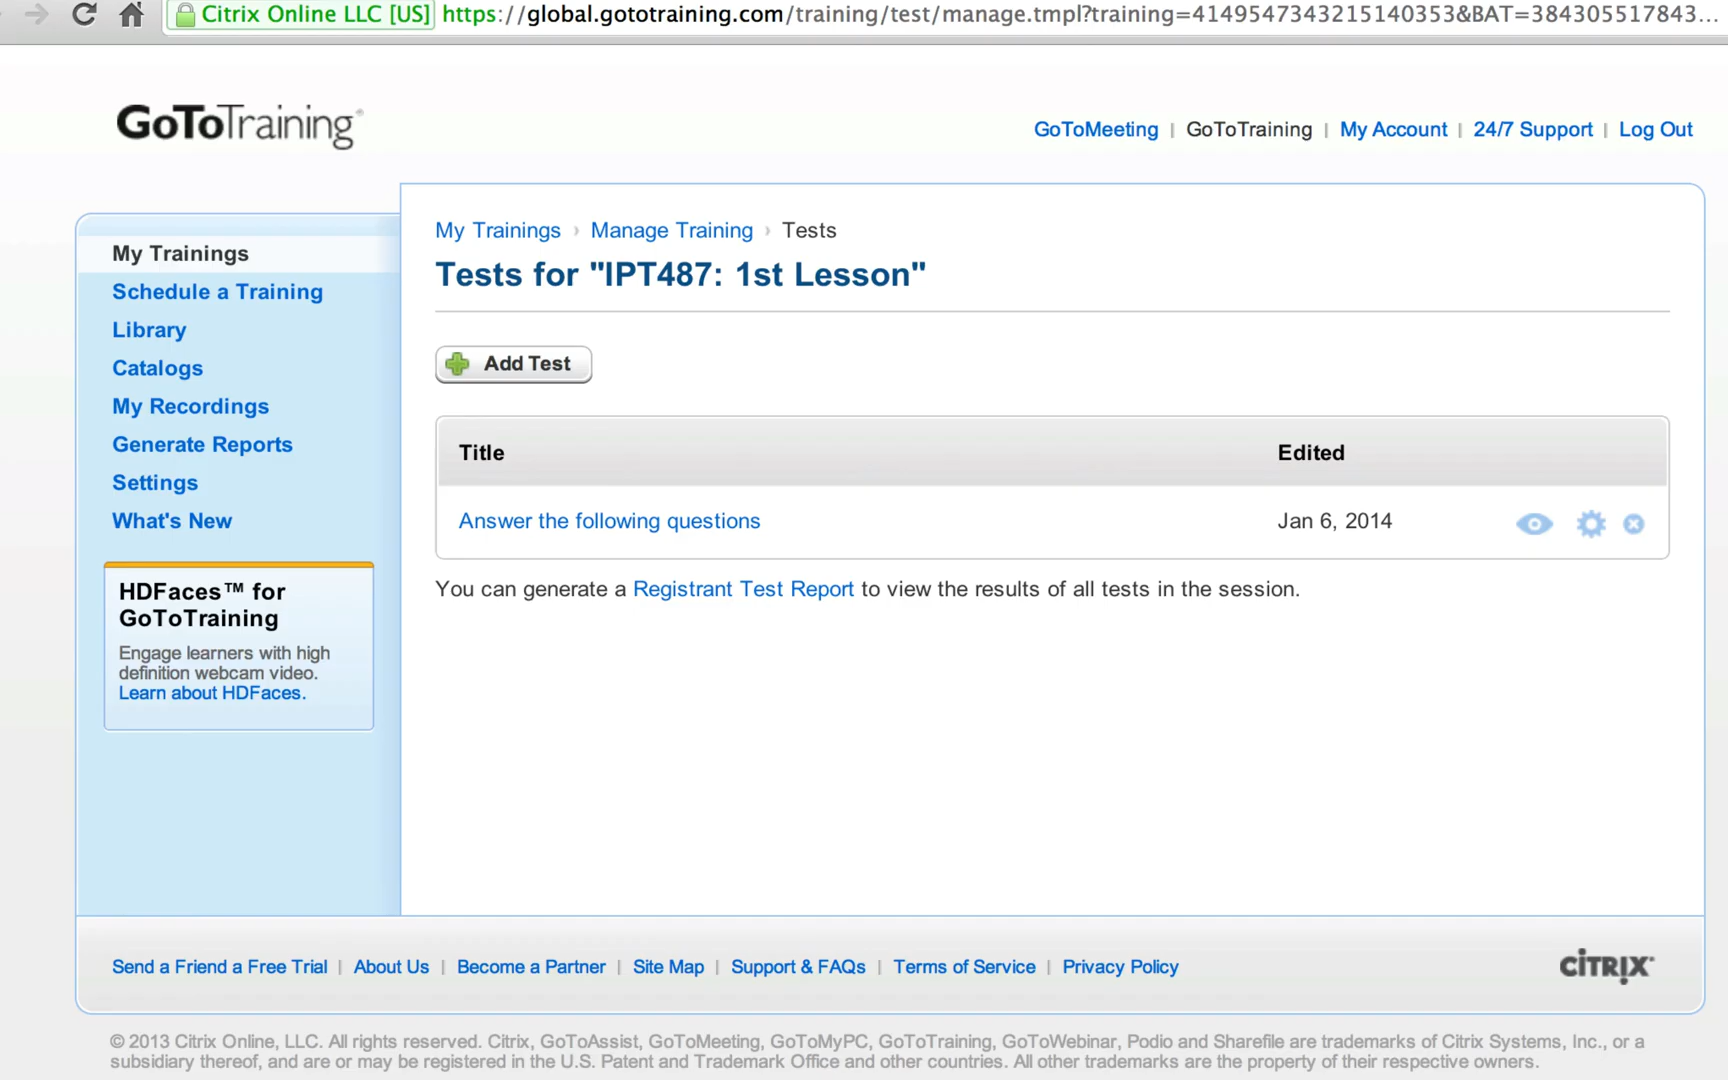 Citrix Online LLC [US] https://global.gototraining.com/training/test/manage.tmpl?training=4149547343215140353&BAT=384305517843...
GoToTraining®
GoToMeeting | GoToTraining | My Account | 24/7 Support | Log Out
My Trainings
Schedule a Training
Library
Catalogs
My Recordings
Generate Reports
Settings
What's New
HDFaces™ for
GoToTraining
Engage learners with high
definition webcam video.
Learn about HDFaces.
My Trainings › Manage Training › Tests
Tests for "IPT487: 1st Lesson"
Add Test
Title Edited
Answer the following questions Jan 6, 2014
You can generate a Registrant Test Report to view the results of all tests in the session.
Send a Friend a Free Trial | About Us | Become a Partner | Site Map | Support & FAQs | Terms of Service | Privacy Policy
CITRIX®
© 2013 Citrix Online, LLC. All rights reserved. Citrix, GoToAssist, GoToMeeting, GoToMyPC, GoToTraining, GoToWebinar, Podio and Sharefile are trademarks of Citrix Systems, Inc., or a
subsidiary thereof, and are or may be registered in the U.S. Patent and Trademark Office and other countries. All other trademarks are the property of their respective owners.